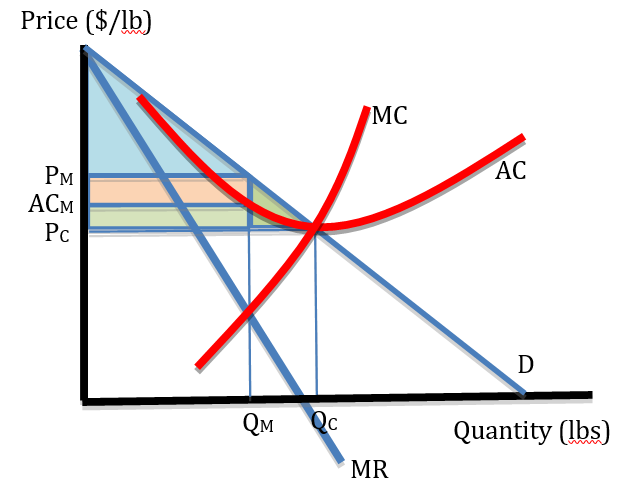 Price ($/lb)
MC
AC
PM
ACM
PC
D
QM
QC
Quantity (lbs)
MR